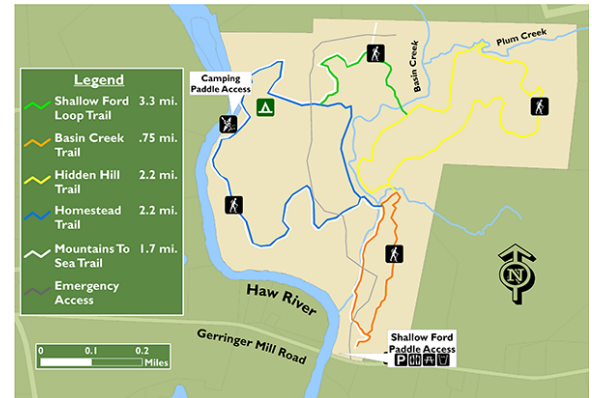 Legend
Shallow Ford 3.3 mi.
Loop Trail
Basin Creek .75 mi.
Trail
Hidden Hill 2.2 mi.
Trail
Homestead 2.2 mi.
Trail
Mountains To 1.7 mi.
Sea Trail
Emergency
Access
Camping
Paddle Access
Basin Creek
Plum Creek
N
Haw River
Gerringer Mill Road
Shallow Ford
Paddle Access
P
0 0.1 0.2
Miles